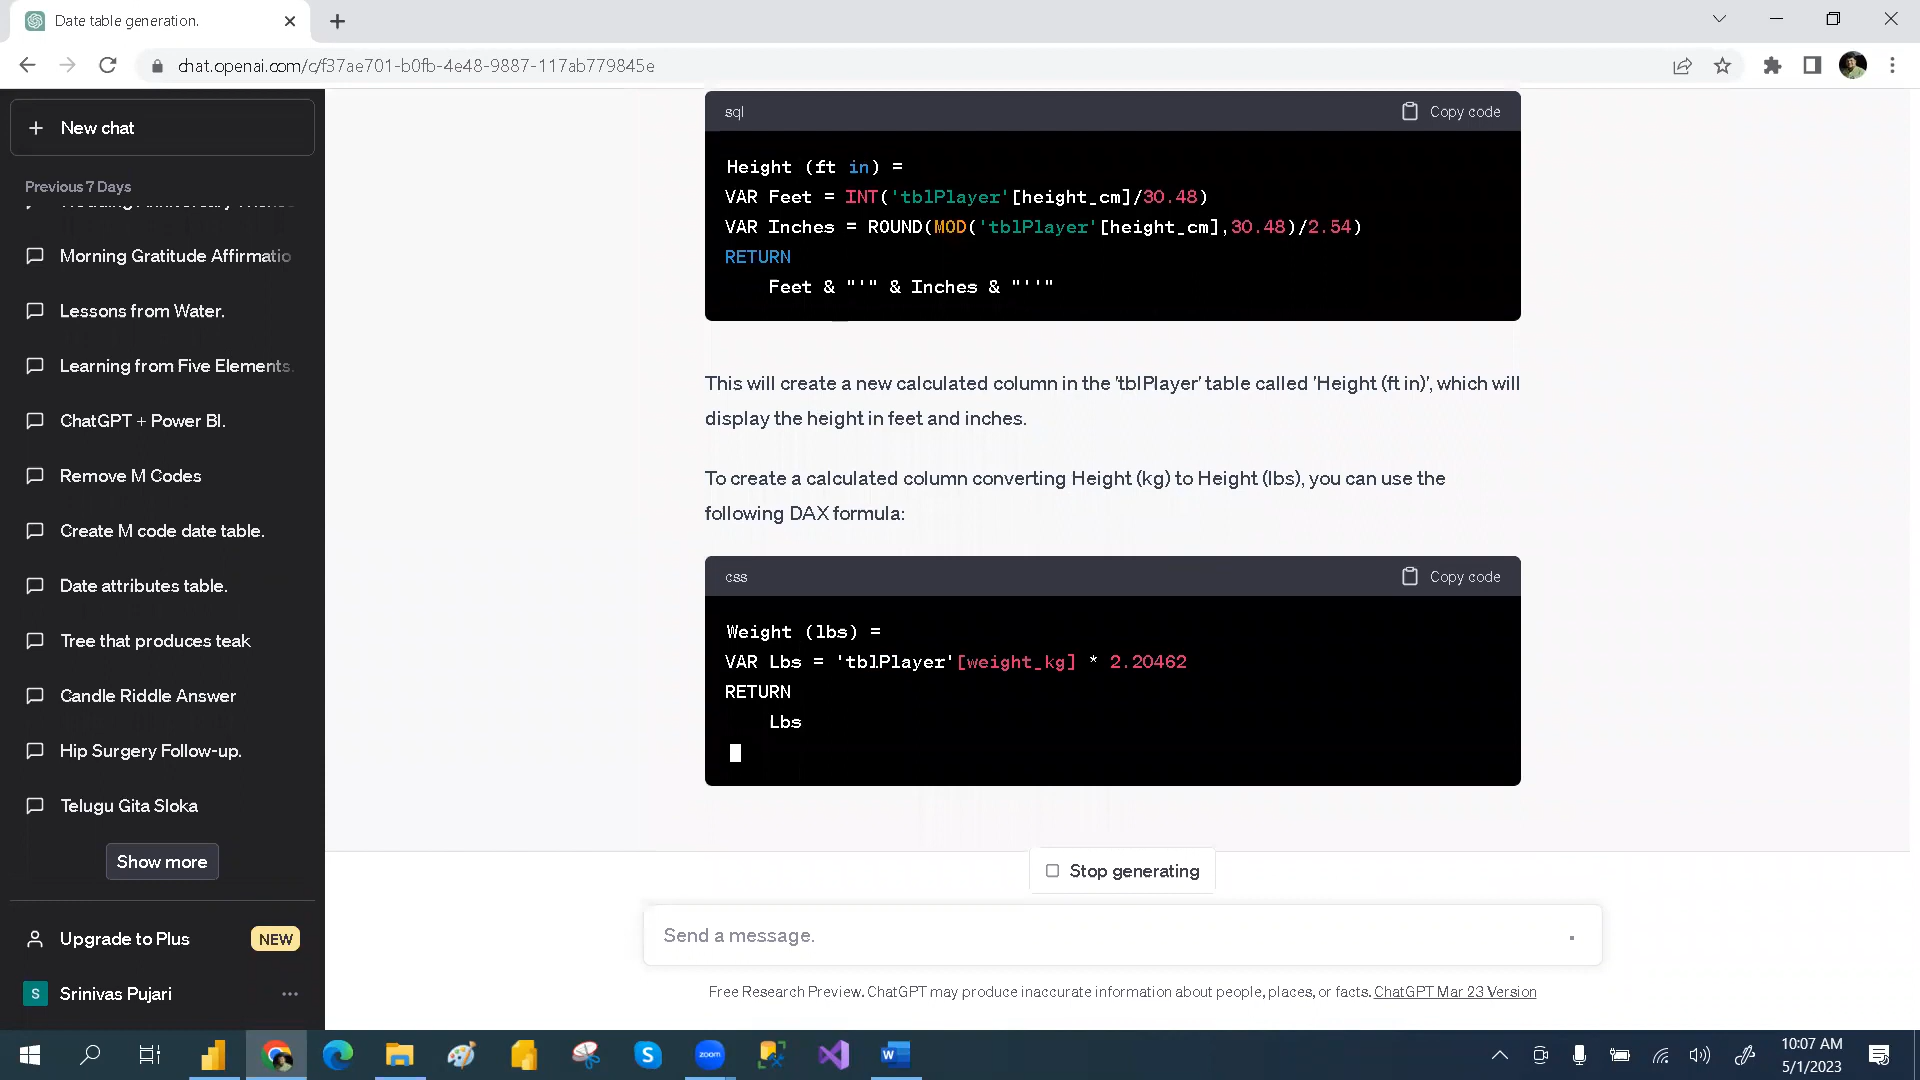 Date table generation.
chat.openai.com/c/f37ae701-b0fb-4e48-9887-117ab779845e
New chat
Previous 7 Days
Morning Gratitude Affirmatio
Lessons from Water.
Learning from Five Elements.
ChatGPT + Power BI.
Remove M Codes
Create M code date table.
Date attributes table.
Tree that produces teak
Candle Riddle Answer
Hip Surgery Follow-up.
Telugu Gita Sloka
Show more
Upgrade to Plus NEW
S Srinivas Pujari
sql Copy code
Height (ft in) =
VAR Feet = INT('tblPlayer'[height_cm]/30.48)
VAR Inches = ROUND(MOD('tblPlayer'[height_cm],30.48)/2.54)
RETURN
Feet & "'" & Inches & "''"
This will create a new calculated column in the 'tblPlayer' table called 'Height (ft in)', which will
display the height in feet and inches.
To create a calculated column converting Height (kg) to Height (lbs), you can use the
following DAX formula:
css Copy code
Weight (lbs) =
VAR Lbs = 'tblPlayer'[weight_kg] * 2.20462
RETURN
Lbs
Stop generating
Send a message.
Free Research Preview. ChatGPT may produce inaccurate information about people, places, or facts. ChatGPT Mar 23 Version
zoom
10:07 AM
5/1/2023